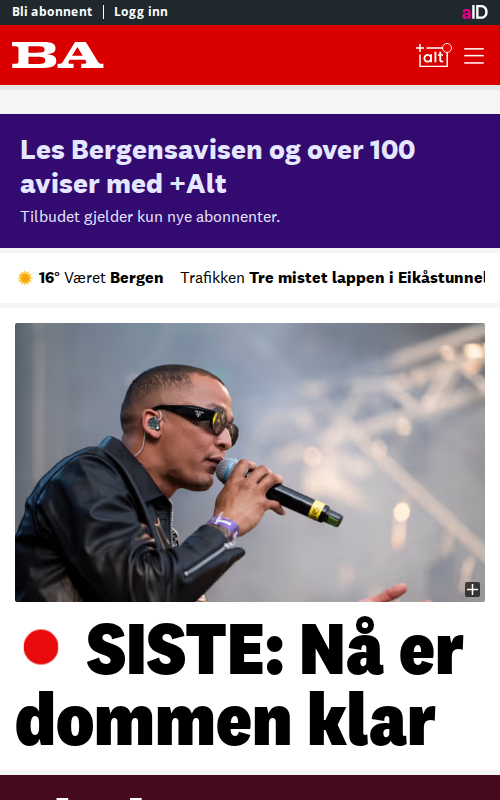 Bli abonnent | Logg inn
aID
BA
+alt
Les Bergensavisen og over 100
aviser med +Alt
Tilbudet gjelder kun nye abonnenter.
16° Været Bergen Trafikken Tre mistet lappen i Eikåstunnel
SISTE: Nå er
dommen klar